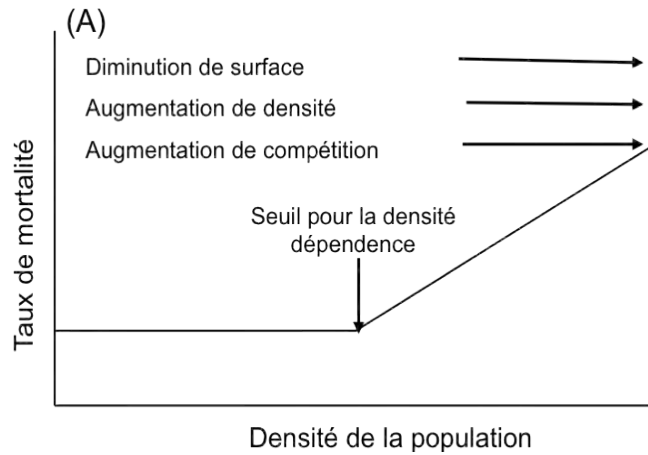 (A)
Diminution de surface
Augmentation de densité
Augmentation de compétition
Seuil pour la densité
dépendence
Taux de mortalité
Densité de la population